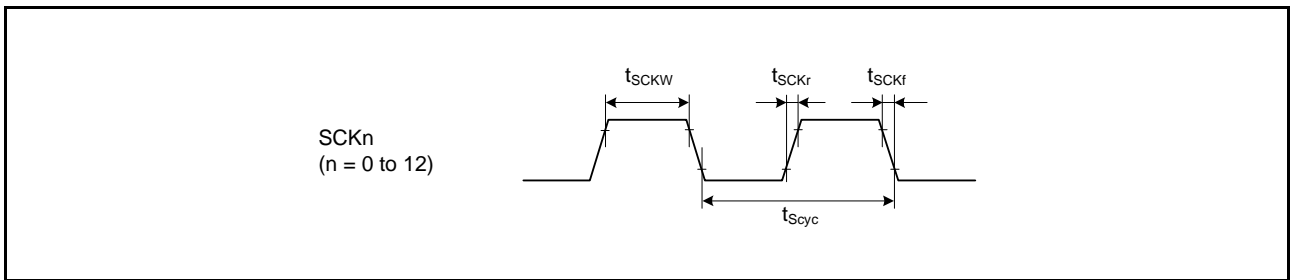 tSCKW
tSCKr
tSCKf
SCKn
(n = 0 to 12)
tScyc